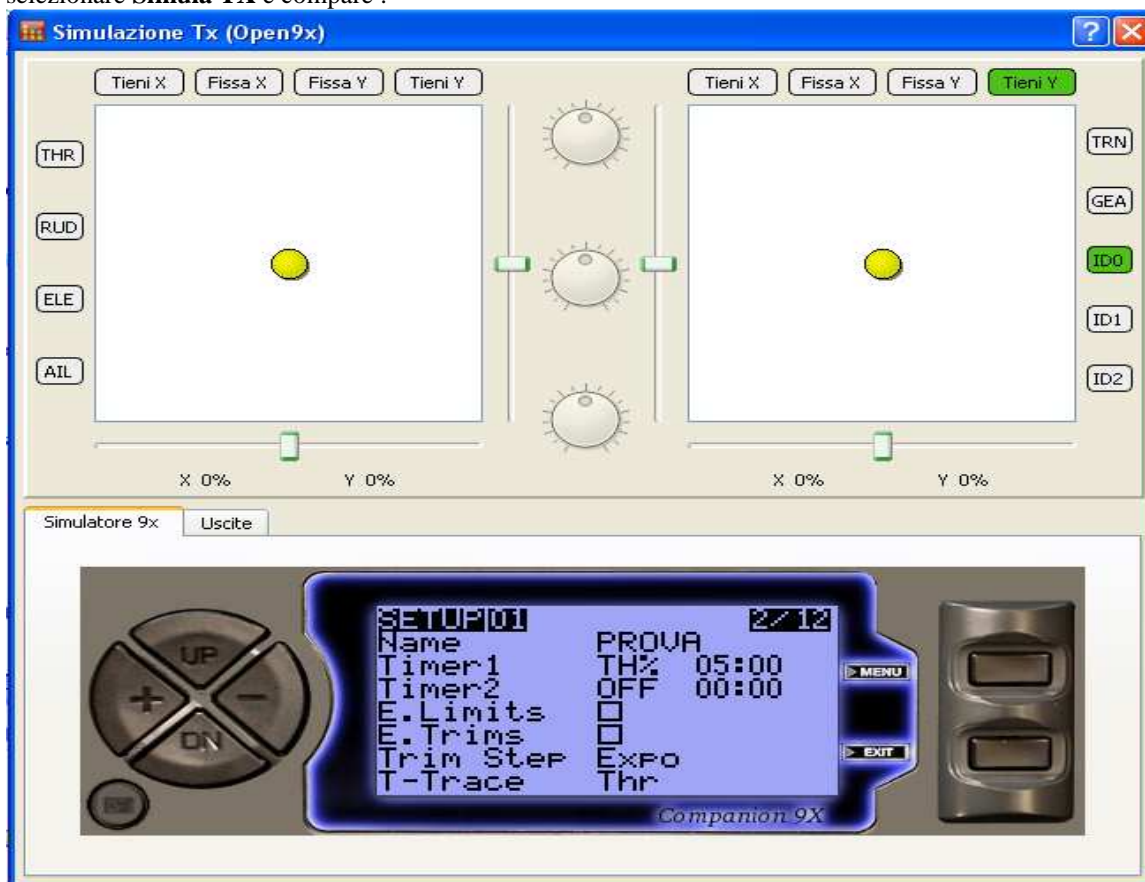 selezionare Simula TX e compare :
Simulazione Tx (Open9x)
Tieni X Fissa X Fissa Y Tieni Y
Tieni X Fissa X Fissa Y Tieni Y
THR
RUD
ELE
AIL
TRN
GEA
ID0
ID1
ID2
X 0% Y 0%
X 0% Y 0%
Simulatore 9x Uscite
UP
+ -
DN
SETUP 01 2/12
Name PROVA
Timer1 TH% 05:00
Timer2 OFF 00:00
E.Limits
E.Trims
Trim Step Expo
T-Trace Thr
MENU
EXIT
Companion 9X